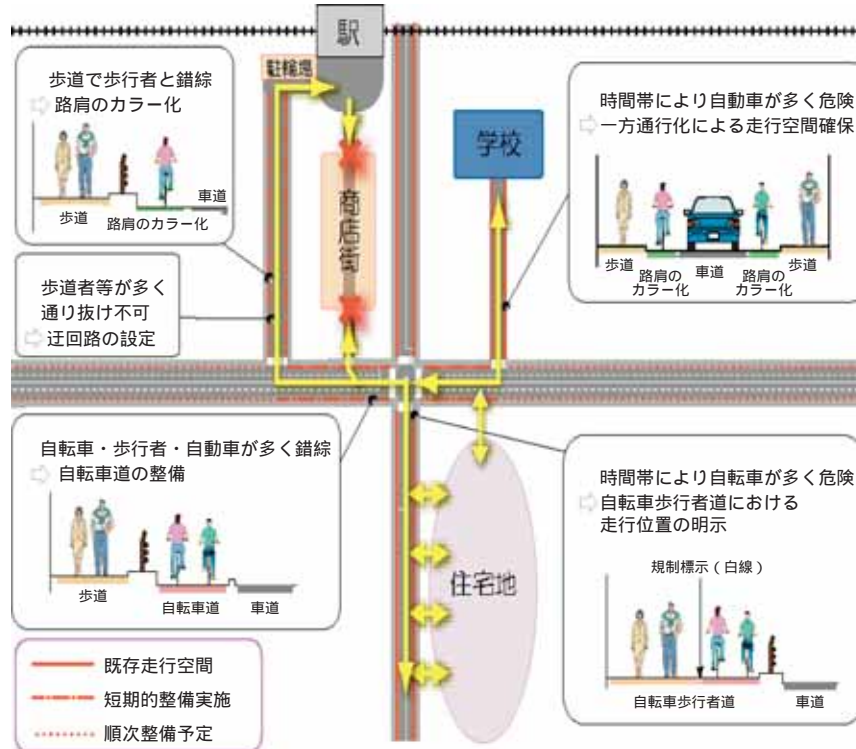 駅
駐輪場
歩道で歩行者と錯綜
⇨ 路肩のカラー化
車道
歩道
路肩のカラー化
歩道者等が多く
通り抜け不可
⇨ 迂回路の設定
商店街
学校
時間帯により自動車が多く危険
⇨ 一方通行化による走行空間確保
歩道
路肩の
カラー化
車道
路肩の
カラー化
歩道
自転車・歩行者・自動車が多く錯綜
⇨ 自転車道の整備
歩道
自転車道
車道
住宅地
時間帯により自転車が多く危険
⇨ 自転車歩行者道における
走行位置の明示
規制標示(白線)
自転車歩行者道
車道
既存走行空間
短期的整備実施
順次整備予定